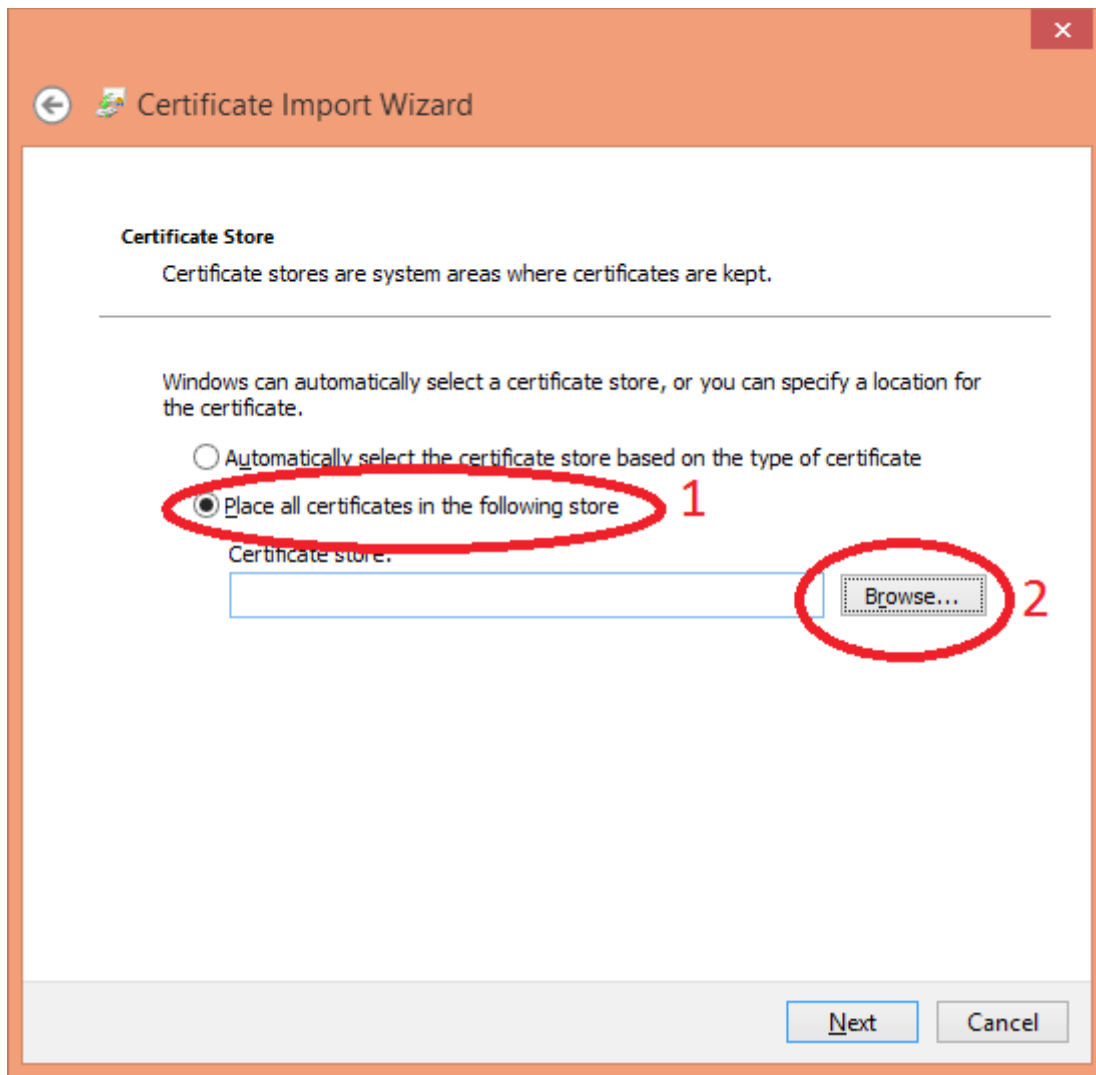 Certificate Import Wizard
Certificate Store
Certificate stores are system areas where certificates are kept.
Windows can automatically select a certificate store, or you can specify a location for
the certificate.
Automatically select the certificate store based on the type of certificate
Place all certificates in the following store 1
Certificate store:
Browse... 2
Next Cancel